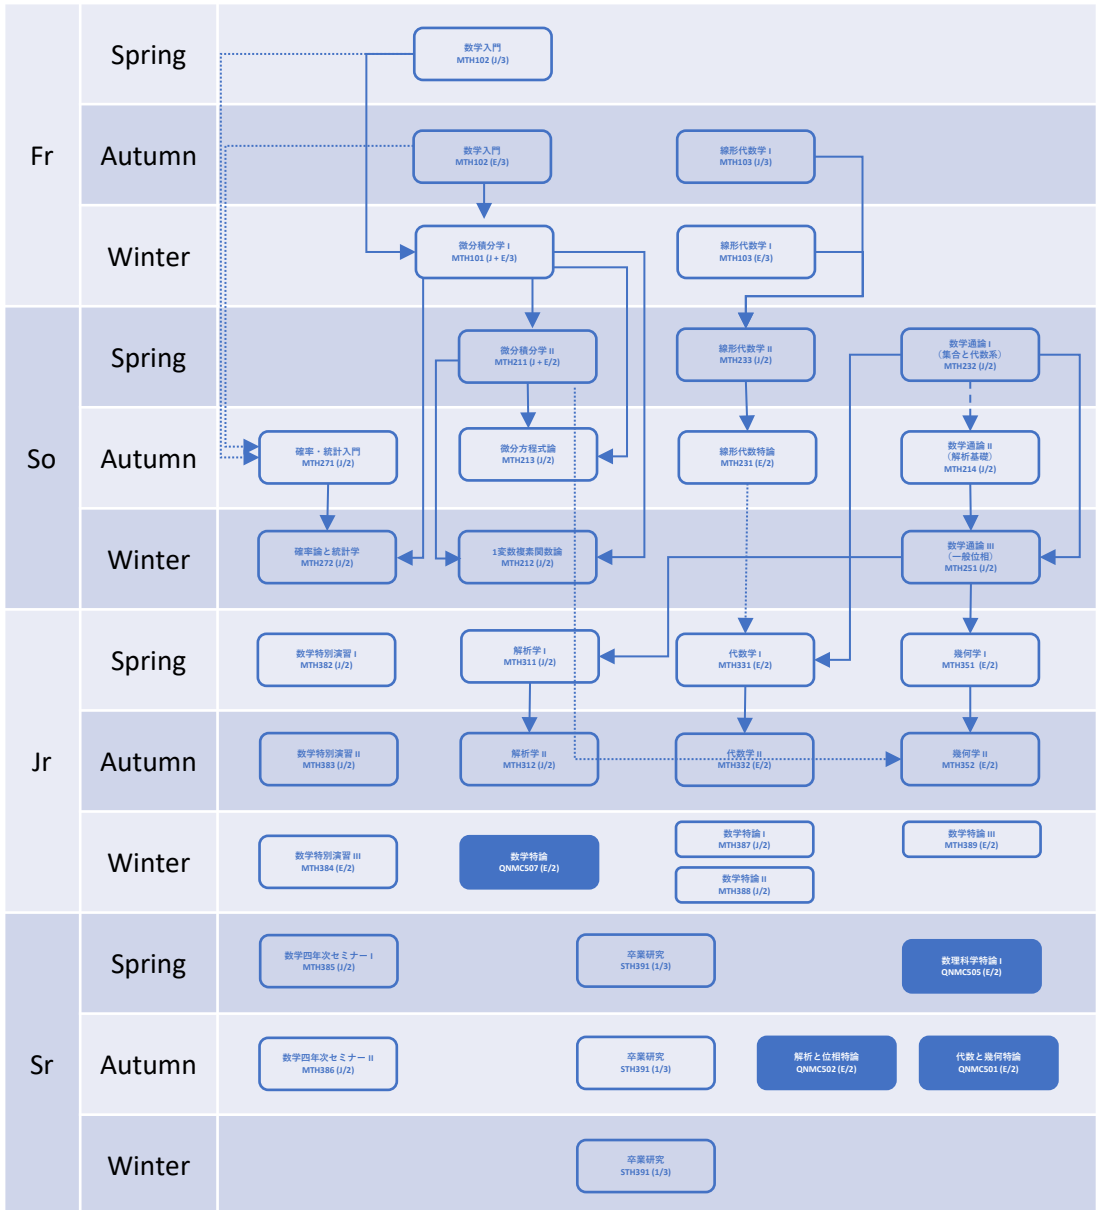 Fr
Spring
数学入門
MTH102 (J/3)
Autumn
数学入門
MTH102 (E/3)
線形代数学 I
MTH103 (J/3)
Winter
微分積分学 I
MTH101 (J + E/3)
線形代数学 I
MTH103 (E/3)
So
Spring
微分積分学 II
MTH211 (J + E/2)
線形代数学 II
MTH233 (J/2)
数学通論 I
（集合と代数系）
MTH232 (J/2)
Autumn
確率・統計入門
MTH271 (J/2)
微分方程式論
MTH213 (J/2)
線形代数特論
MTH231 (E/2)
数学通論 II
（解析基礎）
MTH214 (J/2)
Winter
確率論と統計学
MTH272 (J/2)
1変数複素関数論
MTH212 (J/2)
数学通論 III
（一般位相）
MTH251 (J/2)
Jr
Spring
数学特別演習 I
MTH382 (J/2)
解析学 I
MTH311 (J/2)
代数学 I
MTH331 (E/2)
幾何学 I
MTH351 (E/2)
Autumn
数学特別演習 II
MTH383 (J/2)
解析学 II
MTH312 (J/2)
代数学 II
MTH332 (E/2)
幾何学 II
MTH352 (E/2)
Winter
数学特別演習 III
MTH384 (E/2)
数学特論
QNMC507 (E/2)
数学特論 I
MTH387 (J/2)
数学特論 II
MTH388 (J/2)
数学特論 III
MTH389 (E/2)
Sr
Spring
数学四年次セミナー I
MTH385 (J/2)
卒業研究
STH391 (1/3)
数理科学特論 I
QNMC505 (E/2)
Autumn
数学四年次セミナー II
MTH386 (J/2)
卒業研究
STH391 (1/3)
解析と位相特論
QNMC502 (E/2)
代数と幾何特論
QNMC501 (E/2)
Winter
卒業研究
STH391 (1/3)